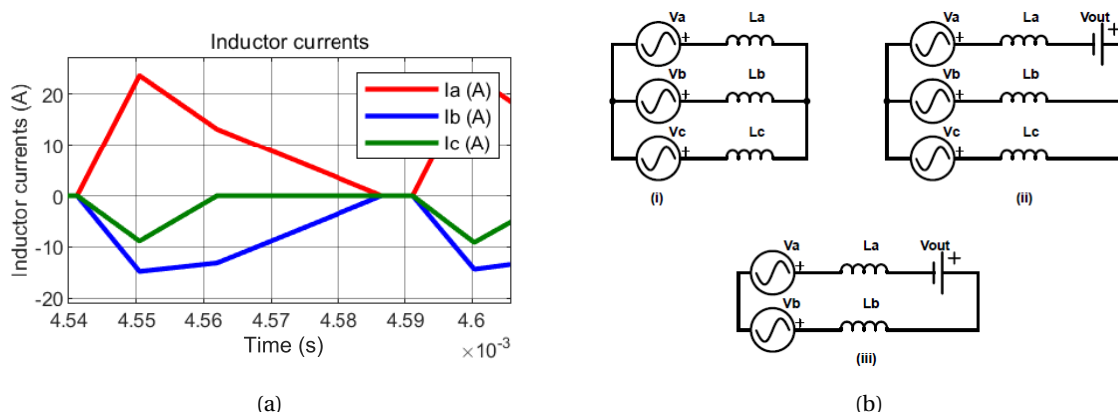 Inductor currents
Inductor currents (A)
20
10
0
-10
-20
Ia (A)
Ib (A)
Ic (A)
4.54 4.55 4.56 4.57 4.58 4.59 4.6
Time (s)
×10⁻³
(a)
Va La
+
Vb Lb
+
Vc Lc
+
(i)
Va La Vout
+ +
Vb Lb
+
Vc Lc
+
(ii)
Va La Vout
+ +
Vb Lb
+
(iii)
(b)